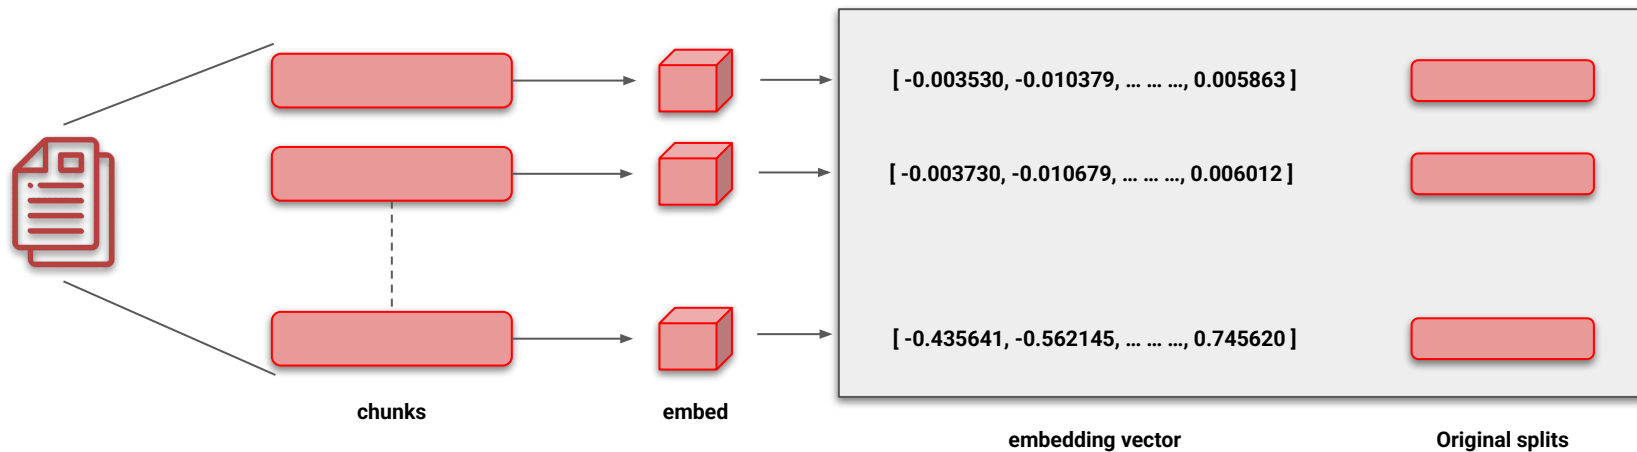 [ -0.003530, -0.010379, … … …, 0.005863 ]
[ -0.003730, -0.010679, … … …, 0.006012 ]
[ -0.435641, -0.562145, … … …, 0.745620 ]
chunks
embed
embedding vector
Original splits